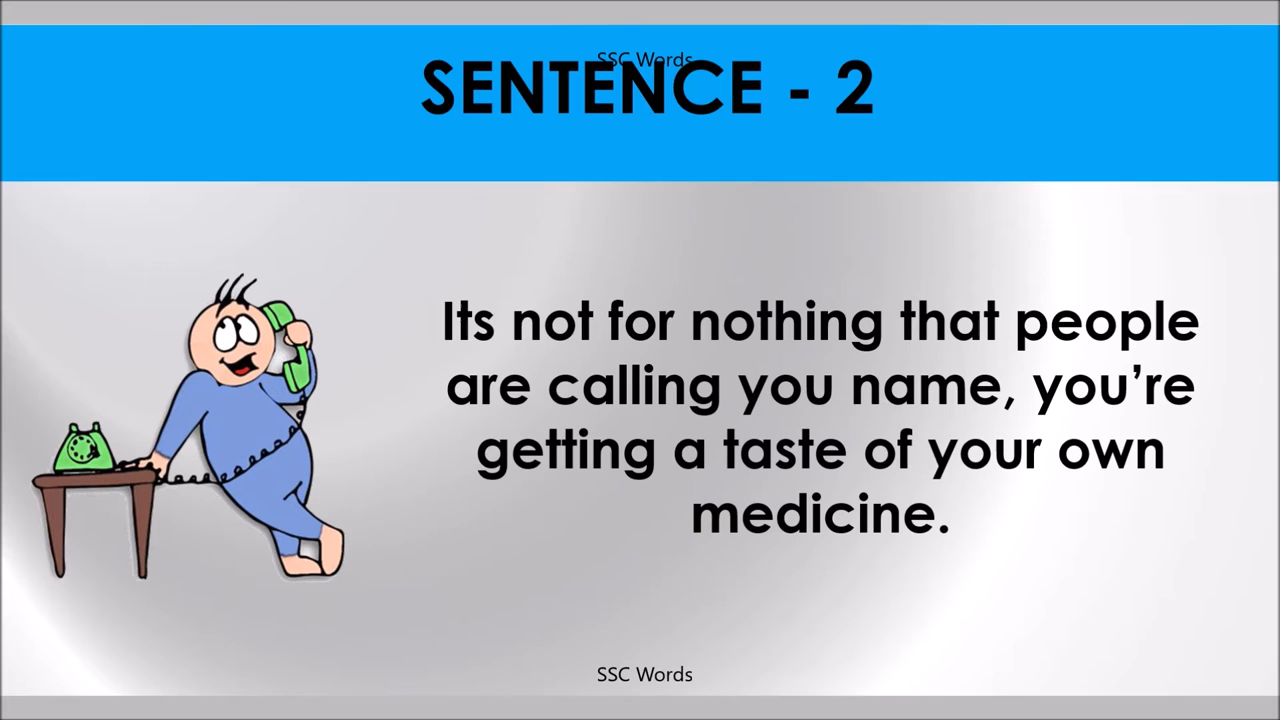 SSC Words
SENTENCE - 2
Its not for nothing that people
are calling you name, you’re
getting a taste of your own
medicine.
SSC Words